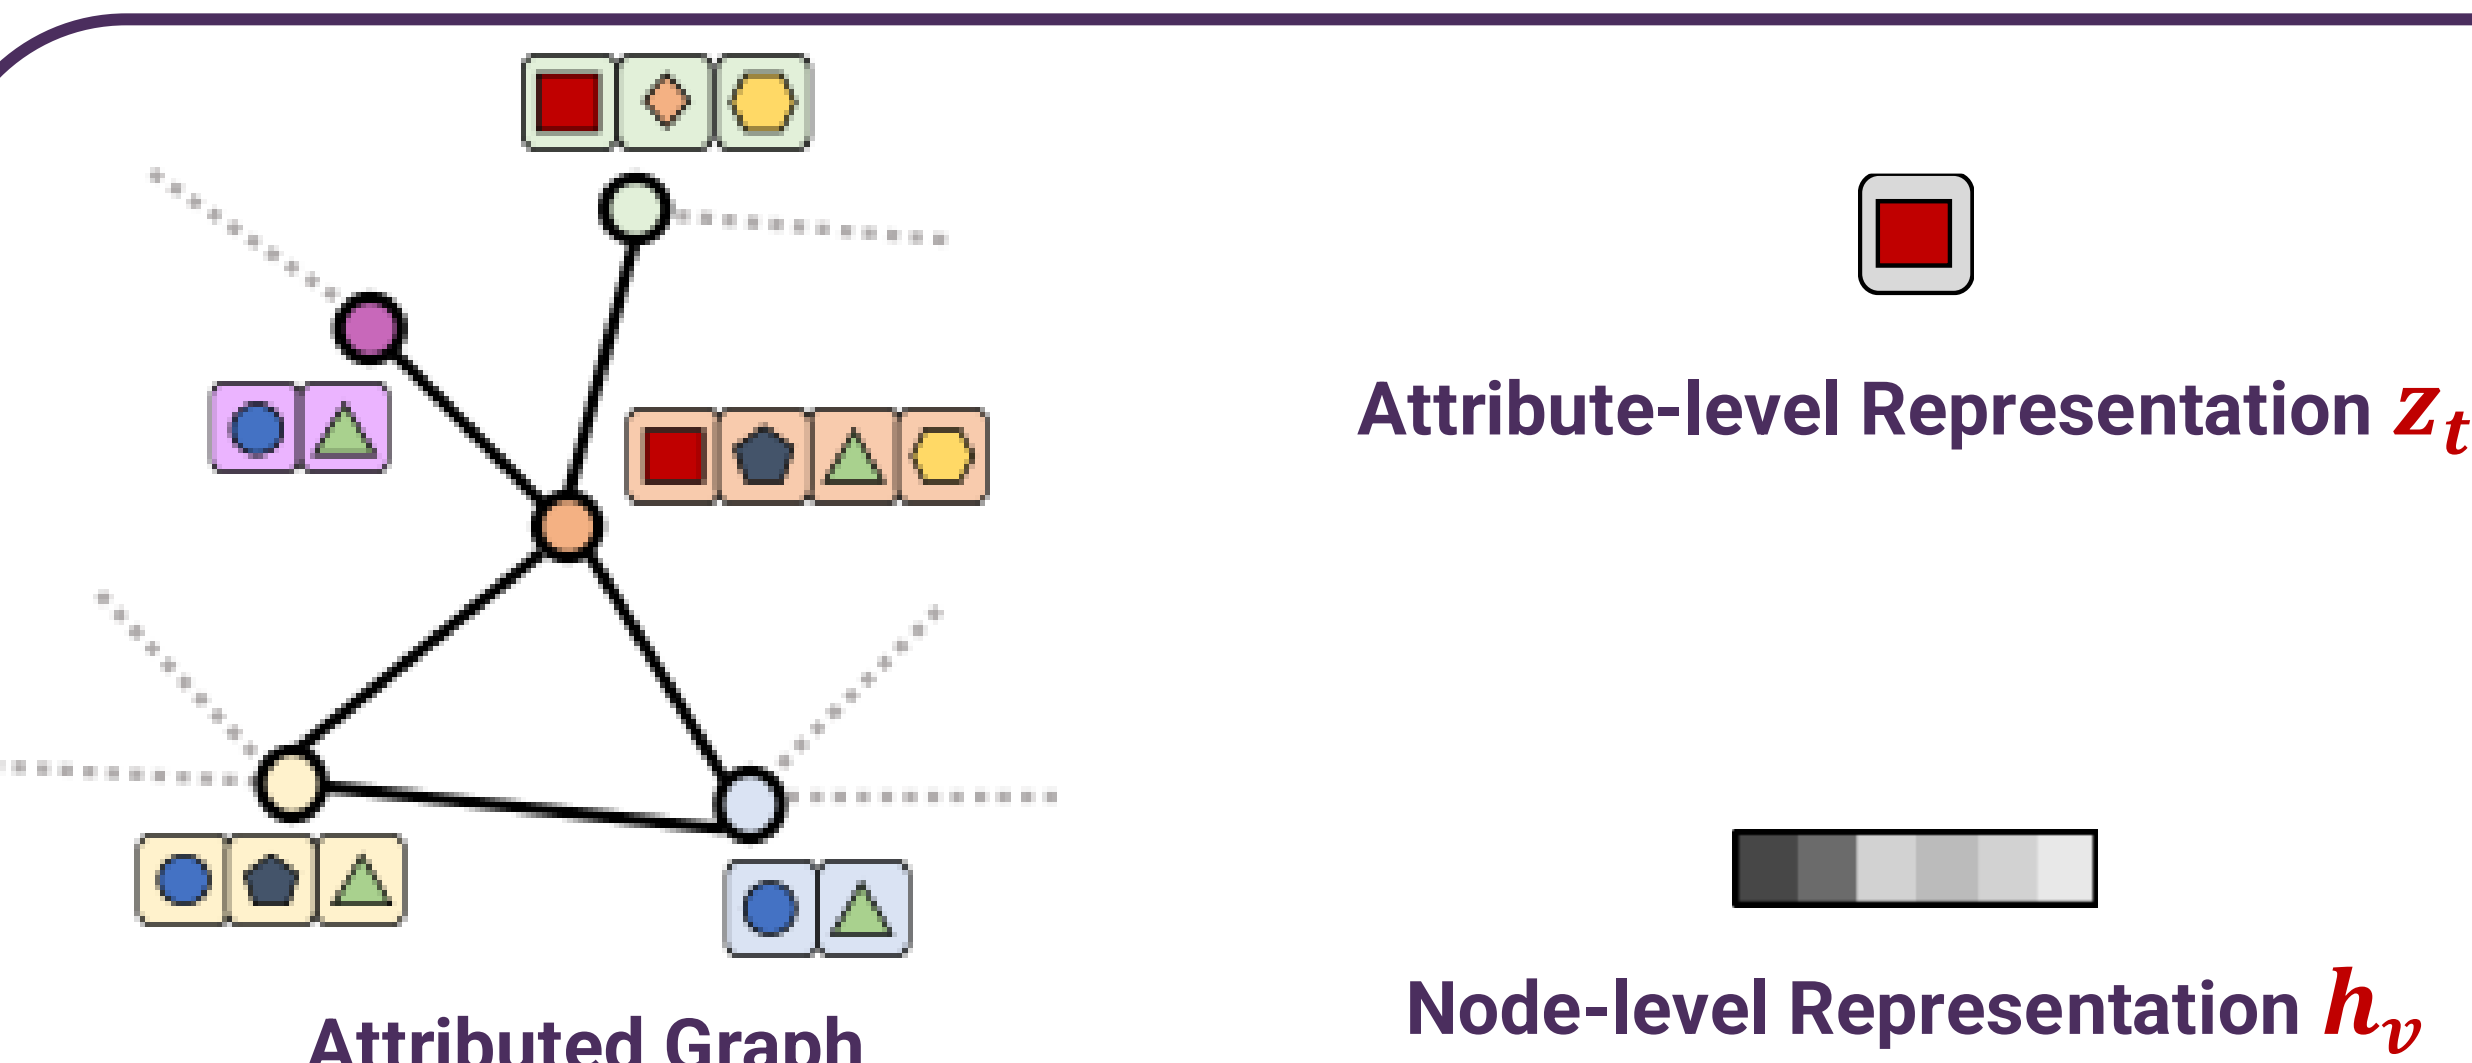 Attribute-level Representation z_t
Node-level Representation h_v
Attributed Graph